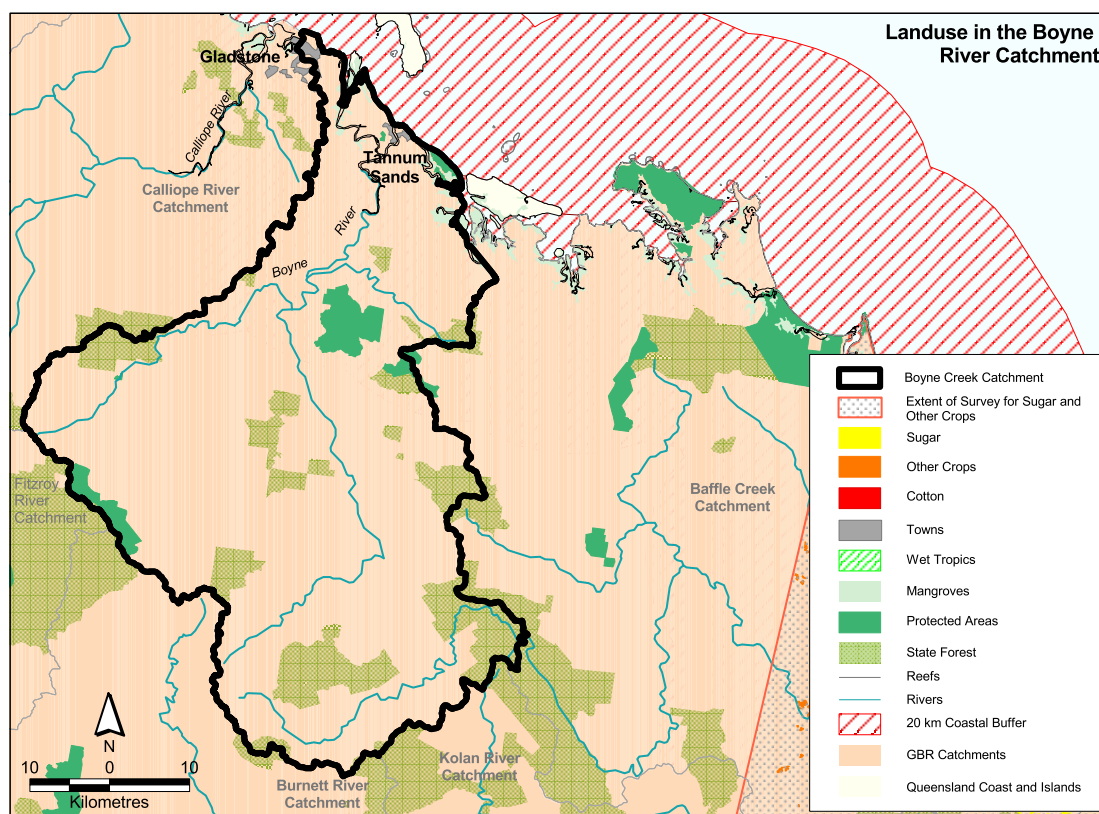 Landuse in the Boyne
River Catchment
Gladstone
Calliope River
Tannum
Sands
Calliope River
Catchment
River
Boyne
Fitzroy
River
Catchment
Baffle Creek
Catchment
Kolan River
Catchment
Burnett River
Catchment
N
10 0 10
Kilometres
Boyne Creek Catchment
Extent of Survey for Sugar and
Other Crops
Sugar
Other Crops
Cotton
Towns
Wet Tropics
Mangroves
Protected Areas
State Forest
Reefs
Rivers
20 km Coastal Buffer
GBR Catchments
Queensland Coast and Islands